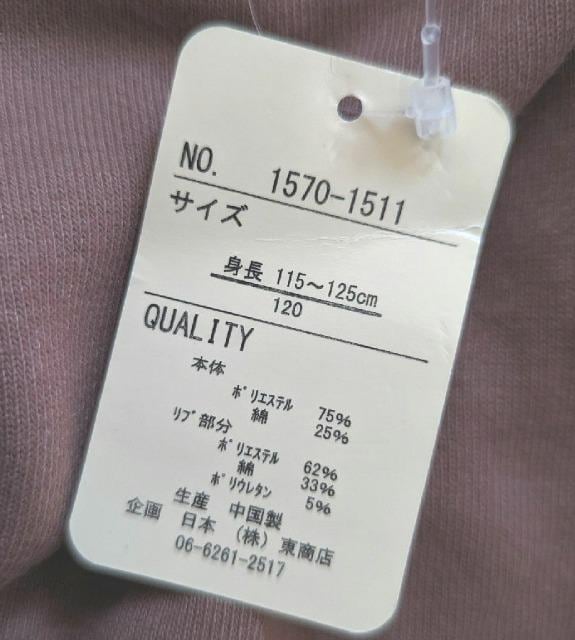 NO. 1570-1511
サイズ
身長 115～125cm
120
QUALITY
本体
ﾎﾟﾘｴｽﾃﾙ 75%
綿 25%
ﾘﾌﾞ部分
ﾎﾟﾘｴｽﾃﾙ 62%
綿 33%
ﾎﾟﾘｳﾚﾀﾝ 5%
生産 中国製
企画 日本 （株）東商店
06-6261-2517